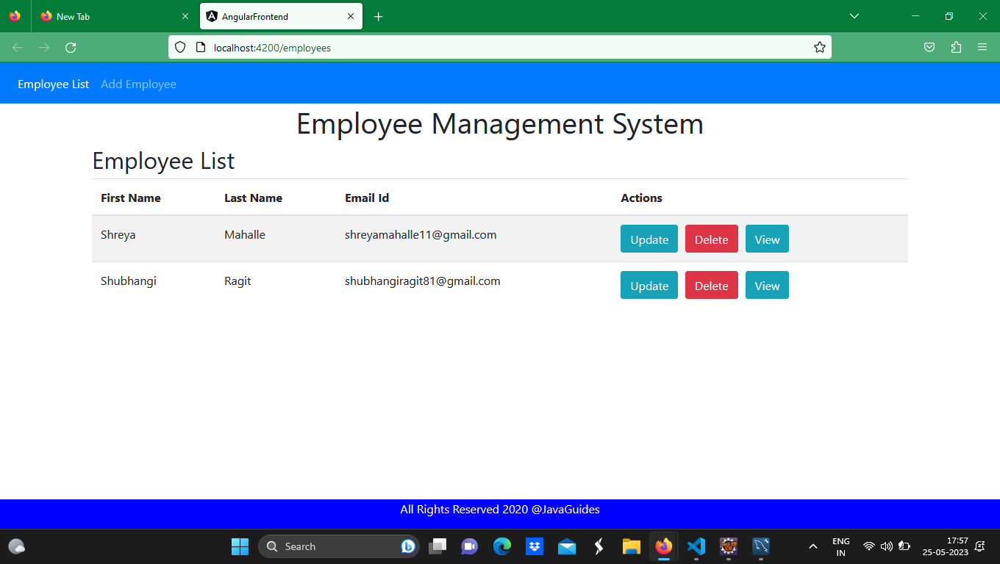 New Tab
AngularFrontend
localhost:4200/employees
Employee List Add Employee
Employee Management System
Employee List
First Name Last Name Email Id Actions
Shreya Mahalle shreyamahalle11@gmail.com Update Delete View
Shubhangi Ragit shubhangiragit81@gmail.com Update Delete View
All Rights Reserved 2020 @JavaGuides
Search
ENG
IN
17:57
25-05-2023